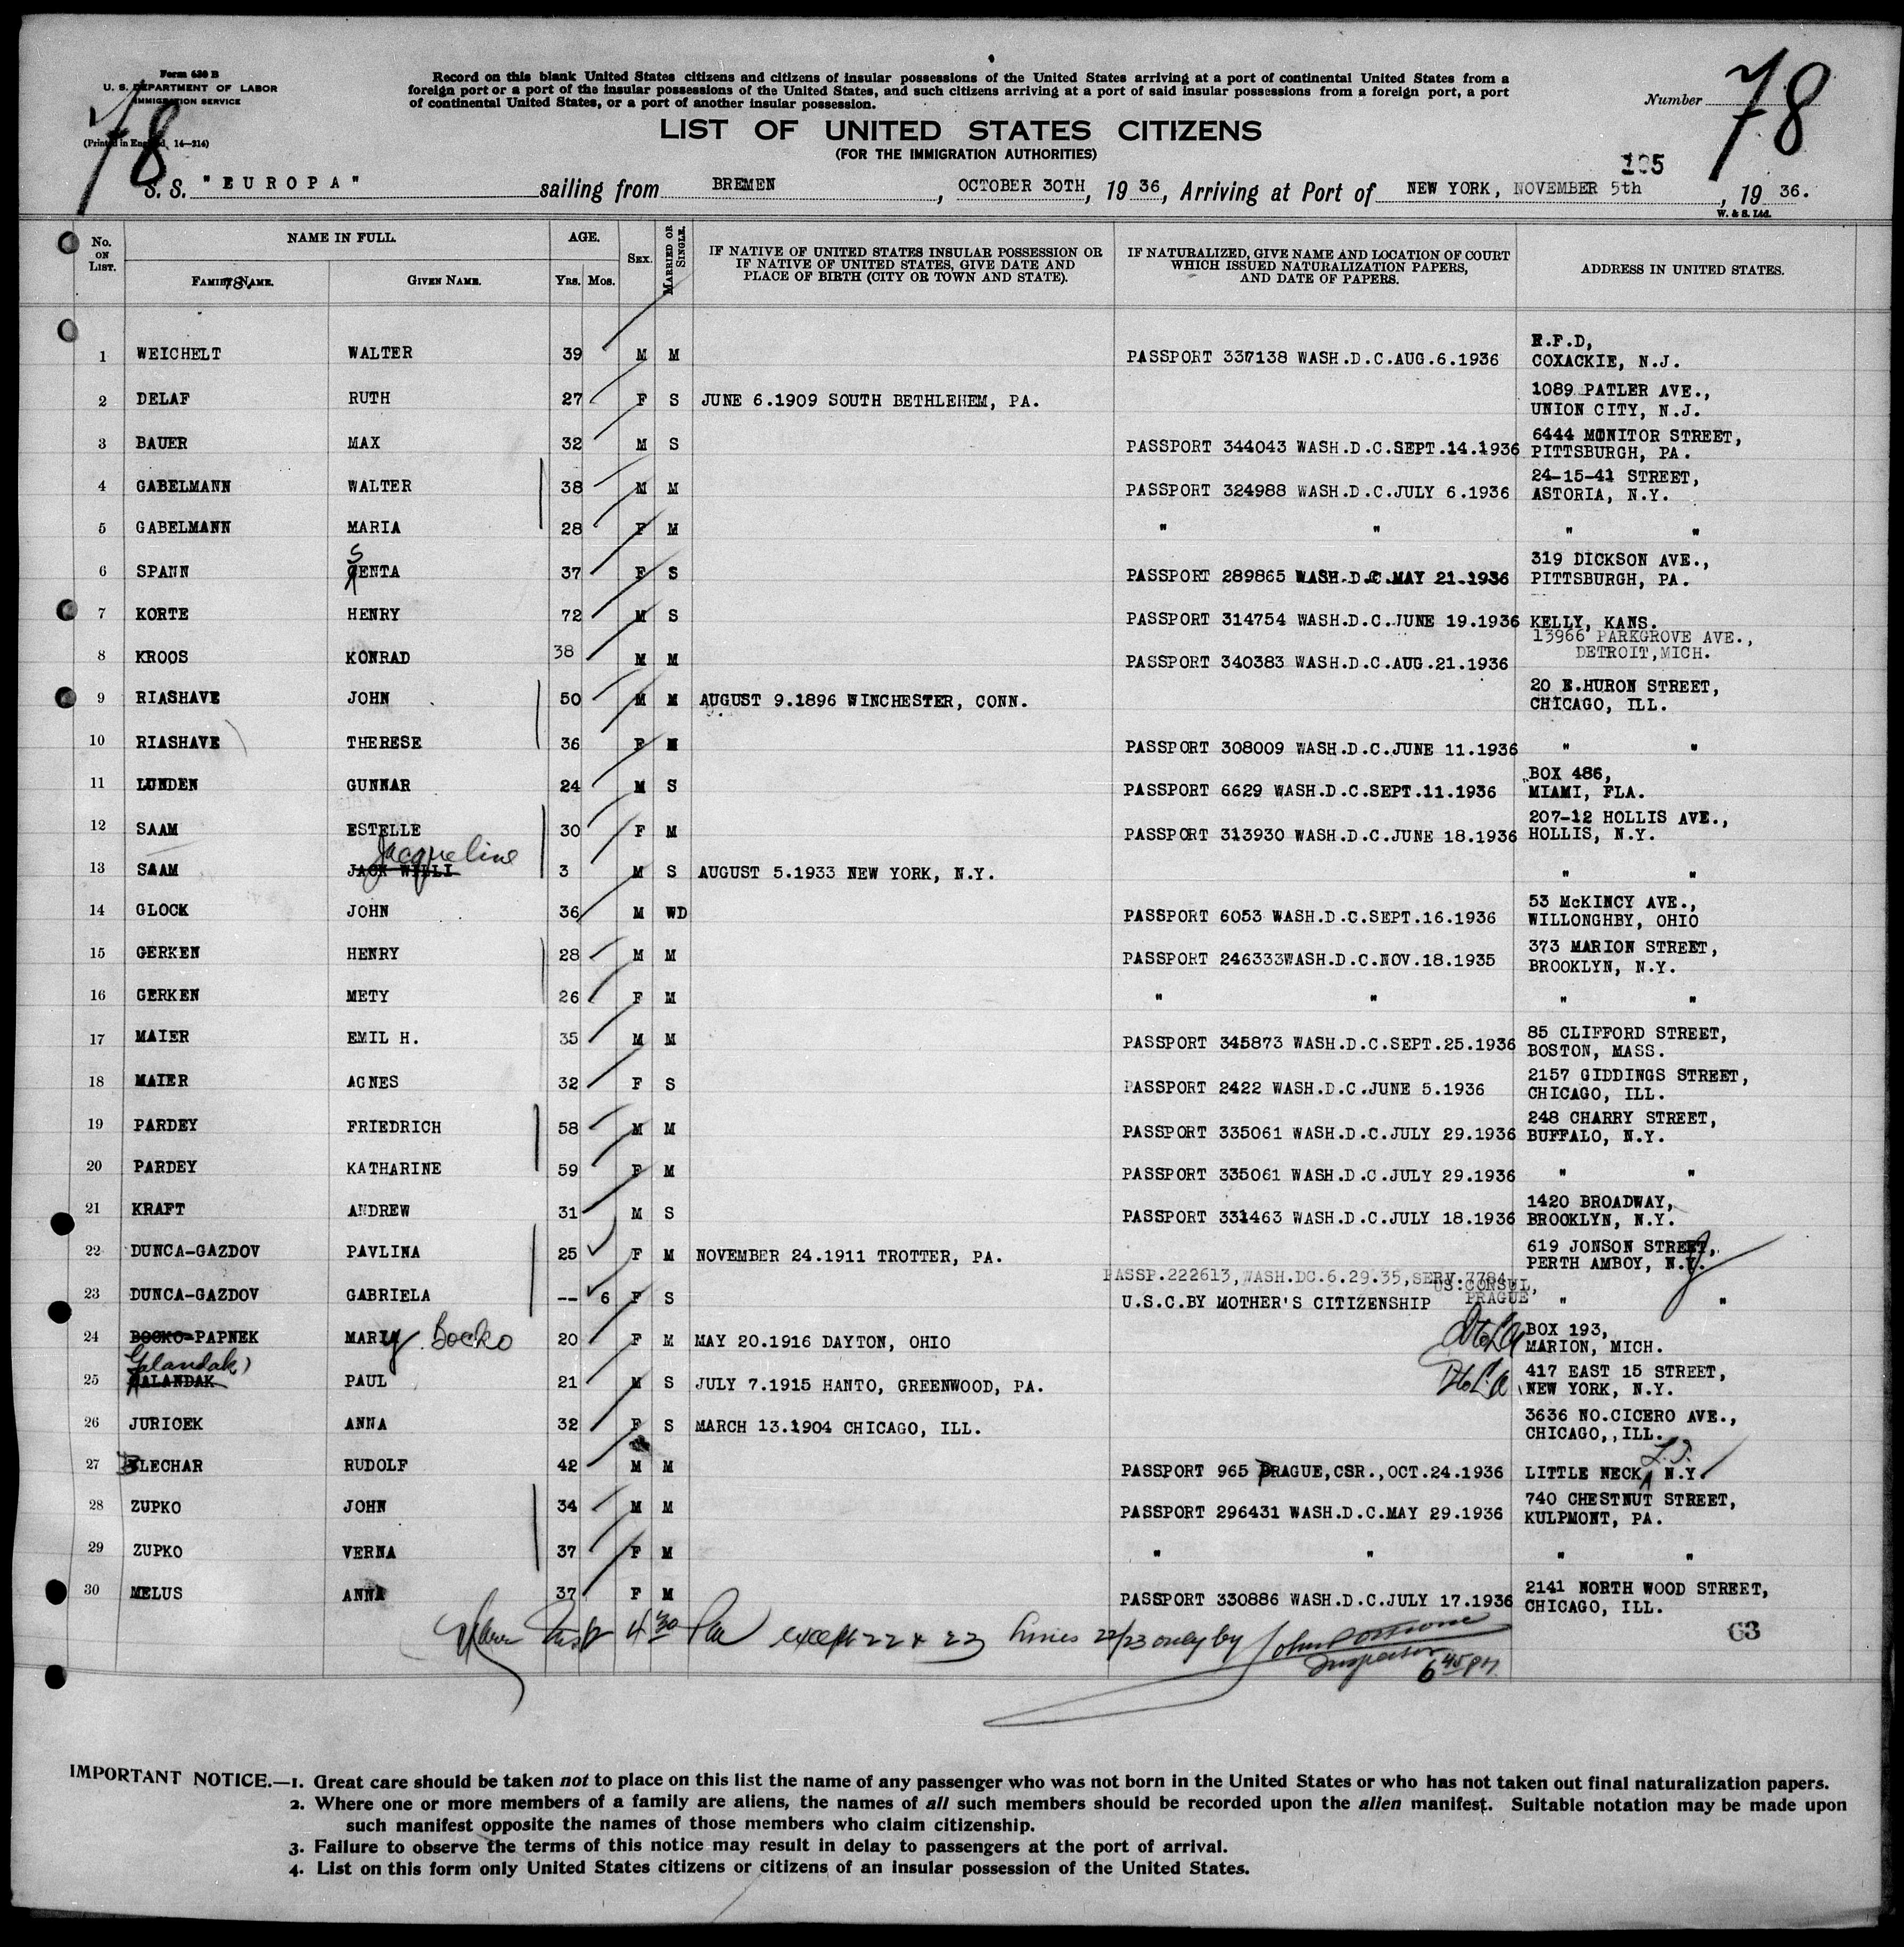 Form 630 B
U. S. DEPARTMENT OF LABOR
IMMIGRATION SERVICE
(Printed in England, 14—314)
78
Record on this blank United States citizens and citizens of insular possessions of the United States arriving at a port of continental United States from a
foreign port or a port of the insular possessions of the United States, and such citizens arriving at a port of said insular possessions from a foreign port, a port
of continental United States, or a port of another insular possession.
Number 78
LIST OF UNITED STATES CITIZENS
(FOR THE IMMIGRATION AUTHORITIES)
195
S. S. "EUROPA" sailing from BREMEN, OCTOBER 30TH, 1936, Arriving at Port of NEW YORK, NOVEMBER 5th, 1936.
W. & S. Ltd.
No. ON LIST. NAME IN FULL. AGE. SEX. MARRIED OR SINGLE. IF NATIVE OF UNITED STATES INSULAR POSSESSION OR IF NATIVE OF UNITED STATES, GIVE DATE AND PLACE OF BIRTH (CITY OR TOWN AND STATE). IF NATURALIZED, GIVE NAME AND LOCATION OF COURT WHICH ISSUED NATURALIZATION PAPERS, AND DATE OF PAPERS. ADDRESS IN UNITED STATES.
FAMILY NAME. 78. GIVEN NAME. YRS. MOS.
1 WEICHELT WALTER 39 M M PASSPORT 337138 WASH.D.C.AUG.6.1936 R.F.D, COXACKIE, N.J.
2 DELAF RUTH 27 F S JUNE 6.1909 SOUTH BETHLEHEM, PA. 1089 PATLER AVE., UNION CITY, N.J.
3 BAUER MAX 32 M S PASSPORT 344043 WASH.D.C.SEPT.14.1936 6444 MONITOR STREET, PITTSBURGH, PA.
4 GABELMANN WALTER 38 M M PASSPORT 324988 WASH.D.C.JULY 6.1936 24-15-41 STREET, ASTORIA, N.Y.
5 GABELMANN MARIA 28 F M " " " "
6 SPANN SENTA 37 F S PASSPORT 289865 WASH.D.C.MAY 21.1936 319 DICKSON AVE., PITTSBURGH, PA.
7 KORTE HENRY 72 M S PASSPORT 314754 WASH.D.C.JUNE 19.1936 KELLY, KANS.
8 KROOS KONRAD 38 M M PASSPORT 340383 WASH.D.C.AUG.21.1936 13966 PARKGROVE AVE., DETROIT,MICH.
9 RIASHAVE JOHN 50 M M AUGUST 9.1896 WINCHESTER, CONN. 20 E.HURON STREET, CHICAGO, ILL.
10 RIASHAVE THERESE 36 F M PASSPORT 308009 WASH.D.C.JUNE 11.1936 " "
11 LUNDEN GUNNAR 24 M S PASSPORT 6629 WASH.D.C.SEPT.11.1936 BOX 486, MIAMI, FLA.
12 SAAM ESTELLE 30 F M PASSPORT 313930 WASH.D.C.JUNE 18.1936 207-12 HOLLIS AVE., HOLLIS, N.Y.
13 SAAM JACK WILLI Jacqueline 3 M S AUGUST 5.1933 NEW YORK, N.Y. " "
14 GLOCK JOHN 36 M WD PASSPORT 6053 WASH.D.C.SEPT.16.1936 53 McKINCY AVE., WILLONGHBY, OHIO
15 GERKEN HENRY 28 M M PASSPORT 246333WASH.D.C.NOV.18.1935 373 MARION STREET, BROOKLYN, N.Y.
16 GERKEN METY 26 F M " " " "
17 MAIER EMIL H. 35 M M PASSPORT 345873 WASH.D.C.SEPT.25.1936 85 CLIFFORD STREET, BOSTON, MASS.
18 MAIER AGNES 32 F S PASSPORT 2422 WASH.D.C.JUNE 5.1936 2157 GIDDINGS STREET, CHICAGO, ILL.
19 PARDEY FRIEDRICH 58 M M PASSPORT 335061 WASH.D.C.JULY 29.1936 248 CHARRY STREET, BUFFALO, N.Y.
20 PARDEY KATHARINE 59 F M PASSPORT 335061 WASH.D.C.JULY 29.1936 " "
21 KRAFT ANDREW 31 M S PASSPORT 331463 WASH.D.C.JULY 18.1936 1420 BROADWAY, BROOKLYN, N.Y.
22 DUNCA-GAZDOV PAVLINA 25 F M NOVEMBER 24.1911 TROTTER, PA. 619 JONSON STREET, PERTH AMBOY, N.J.
PASSP.222613,WASH.DC.6.29.35,SERV.7784 US.CONSUL, PRAGUE
23 DUNCA-GAZDOV GABRIELA -- 6 F S U.S.C.BY MOTHER'S CITIZENSHIP " "
24 BOCKO-PAPNEK MARY Bocko 20 F M MAY 20.1916 DAYTON, OHIO BOX 193, MARION, MICH.
25 Galandak) PAUL 21 M S JULY 7.1915 HANTO, GREENWOOD, PA. 417 EAST 15 STREET, NEW YORK, N.Y.
26 JURICEK ANNA 32 F S MARCH 13.1904 CHICAGO, ILL. 3636 NO.CICERO AVE., CHICAGO,,ILL.
27 BLECHAR RUDOLF 42 M M PASSPORT 965 PRAGUE,CSR.,OCT.24.1936 LITTLE NECK, L.I. N.Y.
28 ZUPKO JOHN 34 M M PASSPORT 296431 WASH.D.C.MAY 29.1936 740 CHESTNUT STREET, KULPMONT, PA.
29 ZUPKO VERNA 37 F M " " " "
30 MELUS ANNA 37 F M PASSPORT 330886 WASH.D.C.JULY 17.1936 2141 NORTH WOOD STREET, CHICAGO, ILL.
4 30 Pm except 22 & 23 Lines 22/23 only by John
Inspector
6 45 PM.
63
IMPORTANT NOTICE.—1. Great care should be taken not to place on this list the name of any passenger who was not born in the United States or who has not taken out final naturalization papers.
2. Where one or more members of a family are aliens, the names of all such members should be recorded upon the alien manifest. Suitable notation may be made upon
such manifest opposite the names of those members who claim citizenship.
3. Failure to observe the terms of this notice may result in delay to passengers at the port of arrival.
4. List on this form only United States citizens or citizens of an insular possession of the United States.